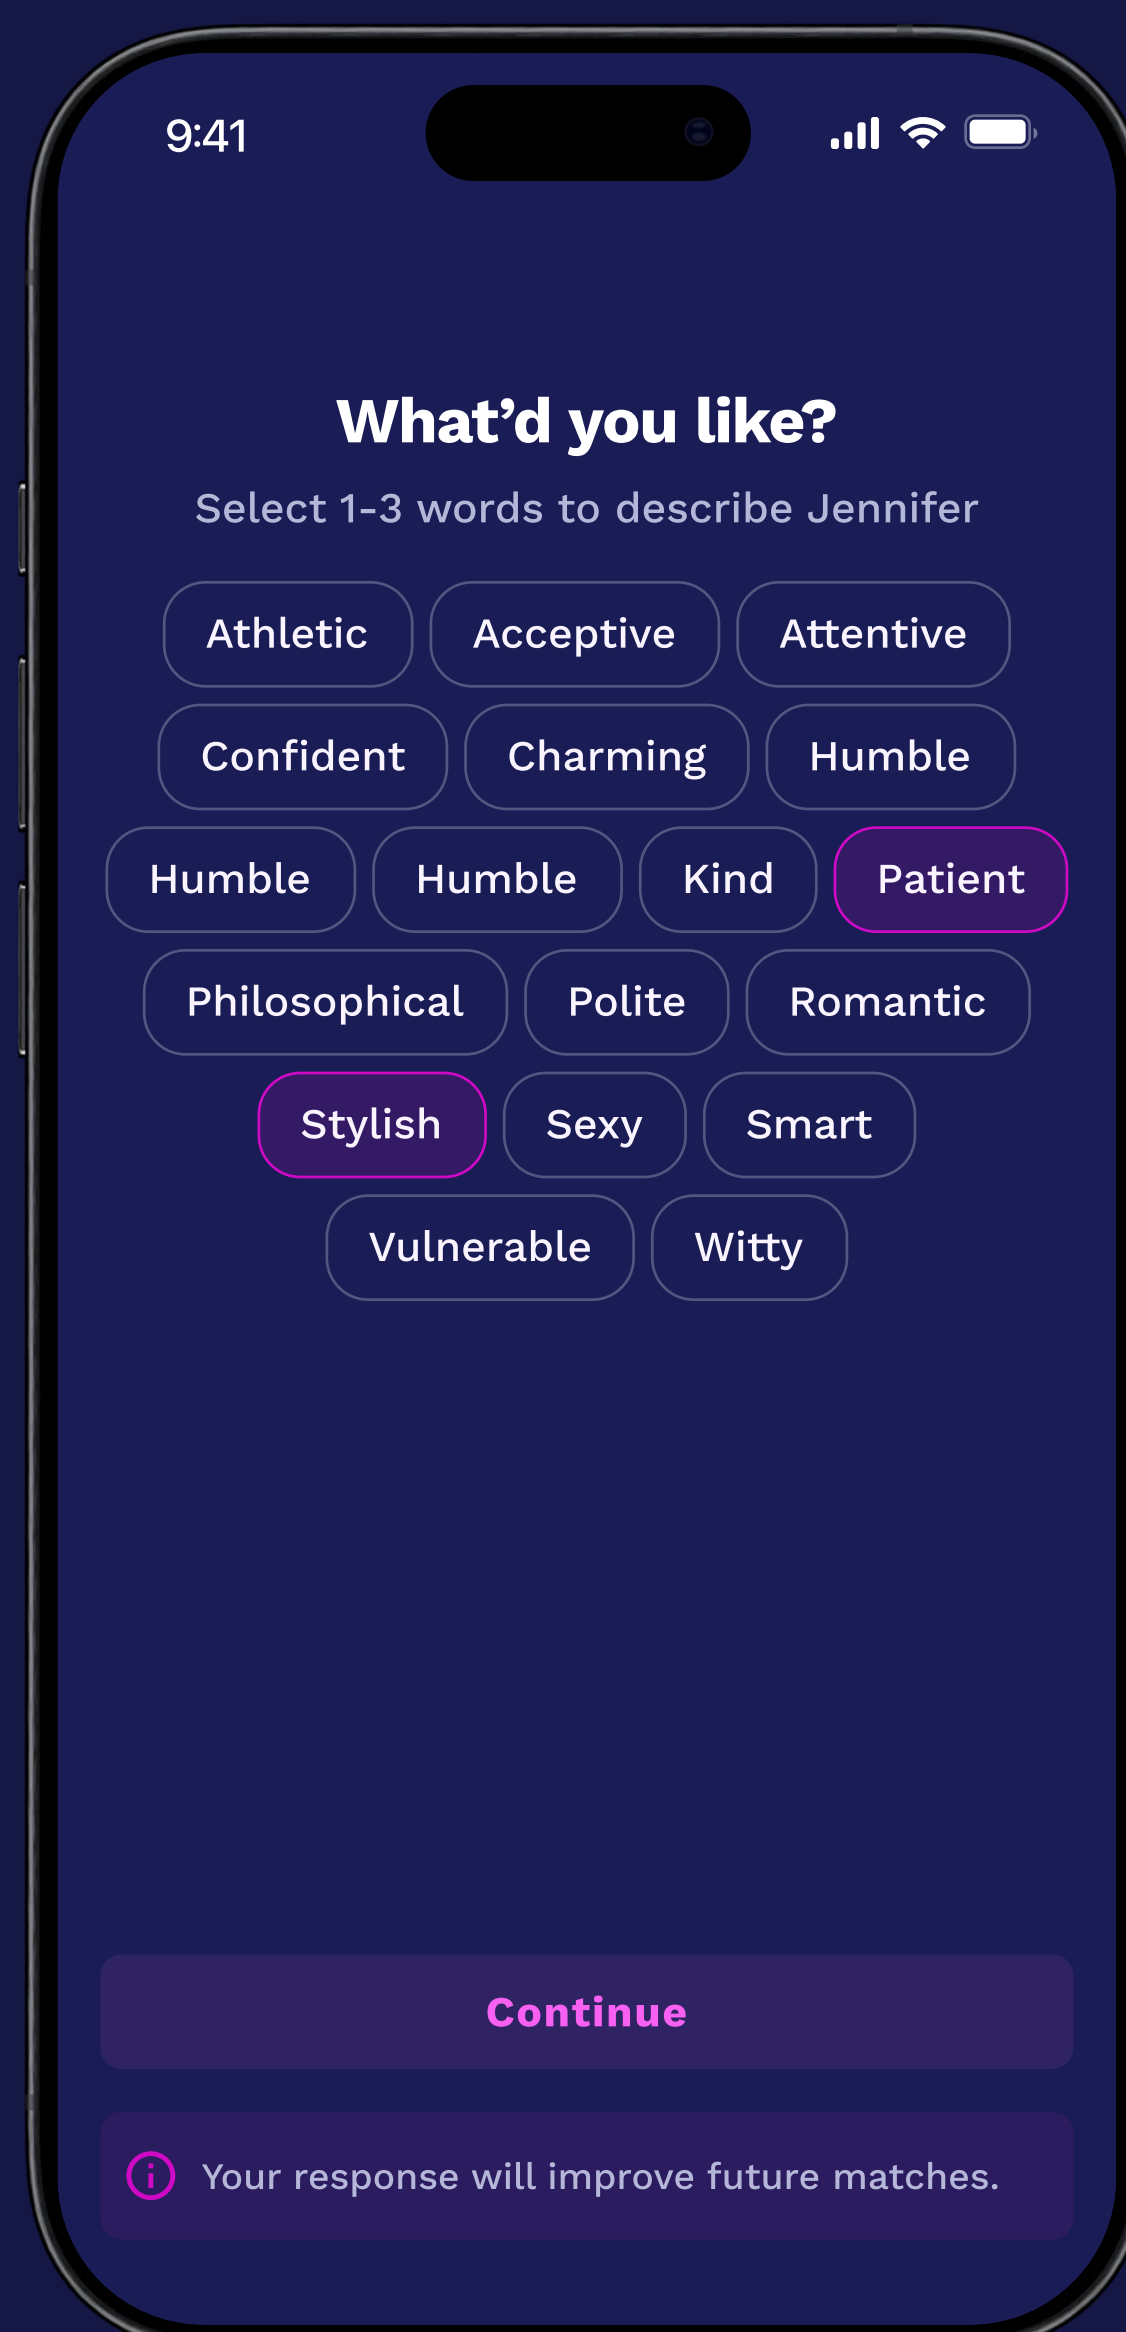 9:41
What’d you like?
Select 1-3 words to describe Jennifer
Athletic Acceptive Attentive
Confident Charming Humble
Humble Humble Kind Patient
Philosophical Polite Romantic
Stylish Sexy Smart
Vulnerable Witty
Continue
Your response will improve future matches.